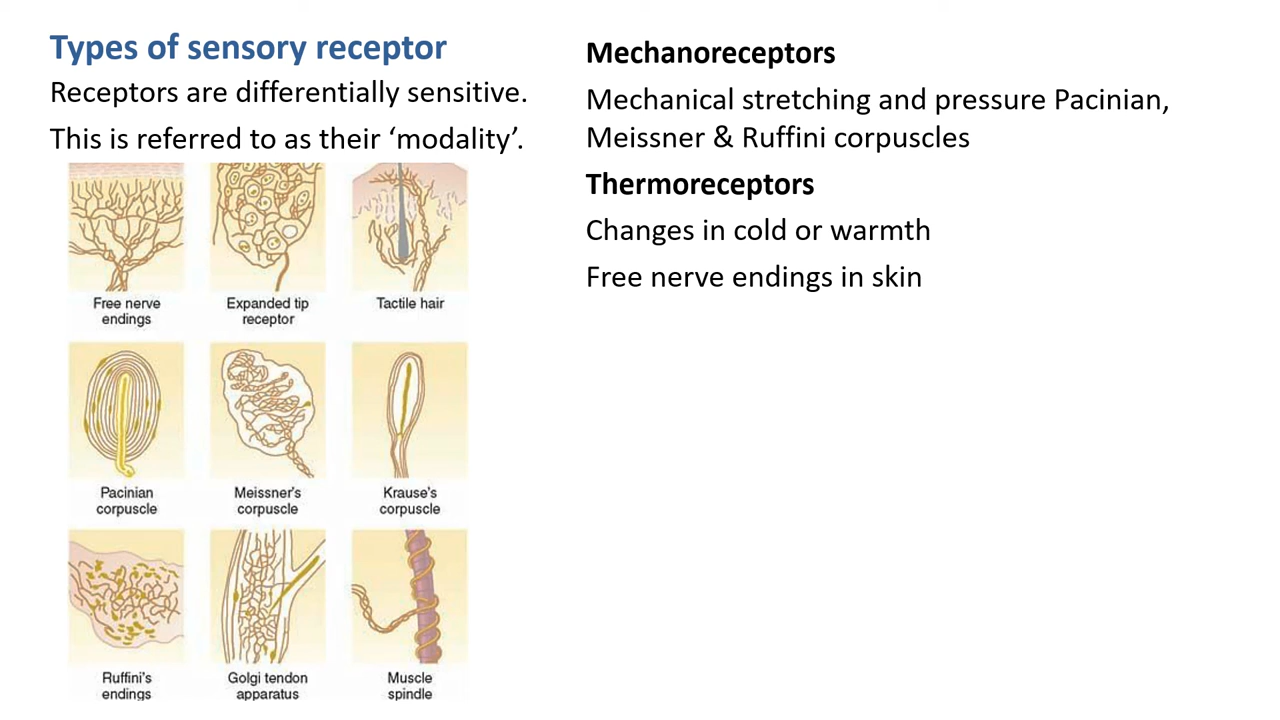 Types of sensory receptor
Receptors are differentially sensitive.
This is referred to as their ‘modality’.
Free nerve
endings
Expanded tip
receptor
Tactile hair
Pacinian
corpuscle
Meissner's
corpuscle
Krause's
corpuscle
Ruffini's
endings
Golgi tendon
apparatus
Muscle
spindle
Mechanoreceptors
Mechanical stretching and pressure Pacinian,
Meissner & Ruffini corpuscles
Thermoreceptors
Changes in cold or warmth
Free nerve endings in skin